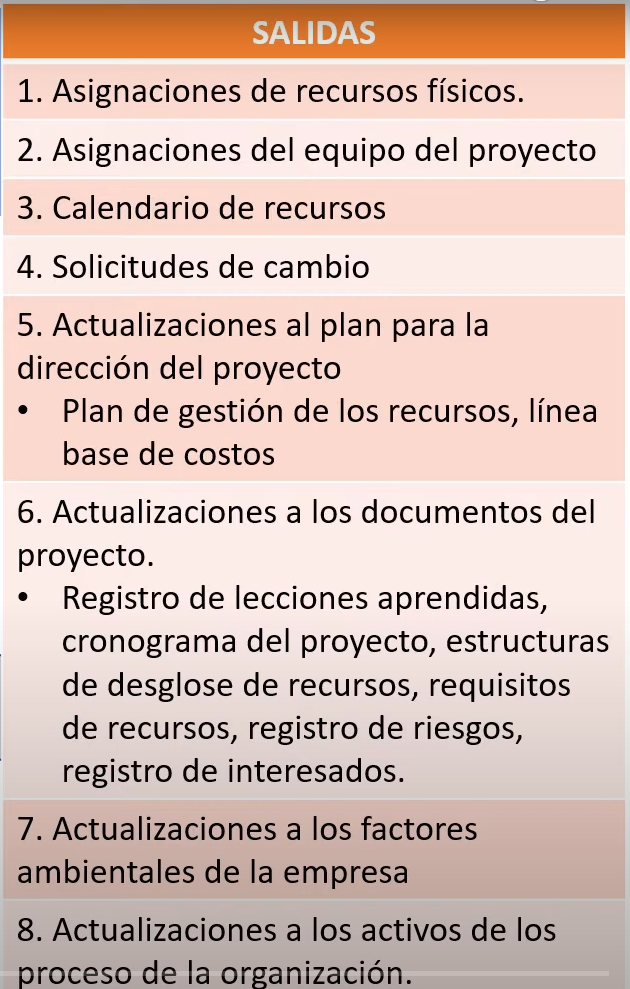 SALIDAS
1. Asignaciones de recursos físicos.
2. Asignaciones del equipo del proyecto
3. Calendario de recursos
4. Solicitudes de cambio
5. Actualizaciones al plan para la
dirección del proyecto
• Plan de gestión de los recursos, línea
base de costos
6. Actualizaciones a los documentos del
proyecto.
• Registro de lecciones aprendidas,
cronograma del proyecto, estructuras
de desglose de recursos, requisitos
de recursos, registro de riesgos,
registro de interesados.
7. Actualizaciones a los factores
ambientales de la empresa
8. Actualizaciones a los activos de los
proceso de la organización.